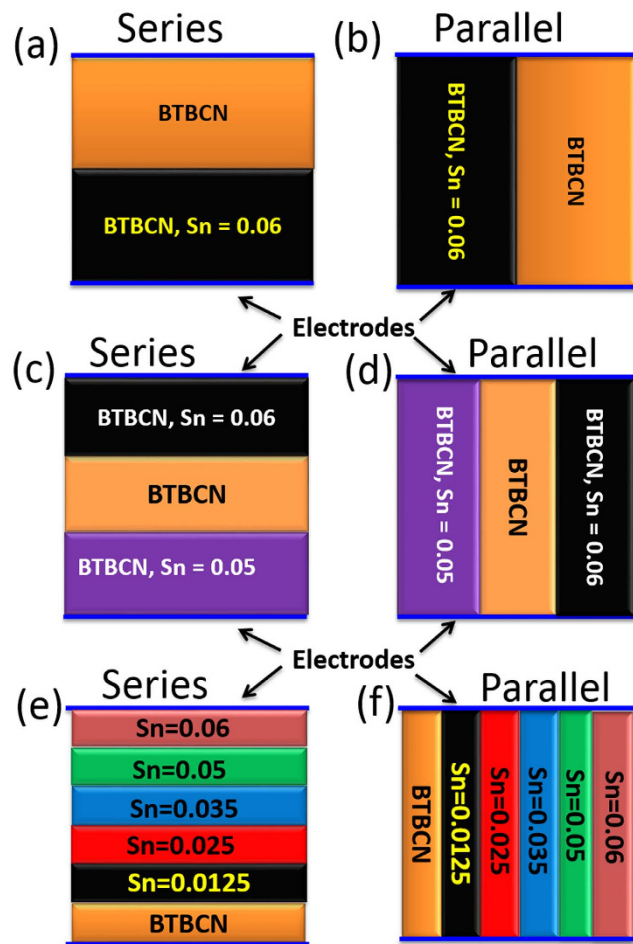 (a) Series
BTBCN
BTBCN, Sn = 0.06
(b) Parallel
BTBCN, Sn = 0.06
BTBCN
Electrodes
(c) Series
BTBCN, Sn = 0.06
BTBCN
BTBCN, Sn = 0.05
(d) Parallel
BTBCN, Sn = 0.05
BTBCN
BTBCN, Sn = 0.06
Electrodes
(e) Series
Sn=0.06
Sn=0.05
Sn=0.035
Sn=0.025
Sn=0.0125
BTBCN
(f) Parallel
BTBCN
Sn=0.0125
Sn=0.025
Sn=0.035
Sn=0.05
Sn=0.06